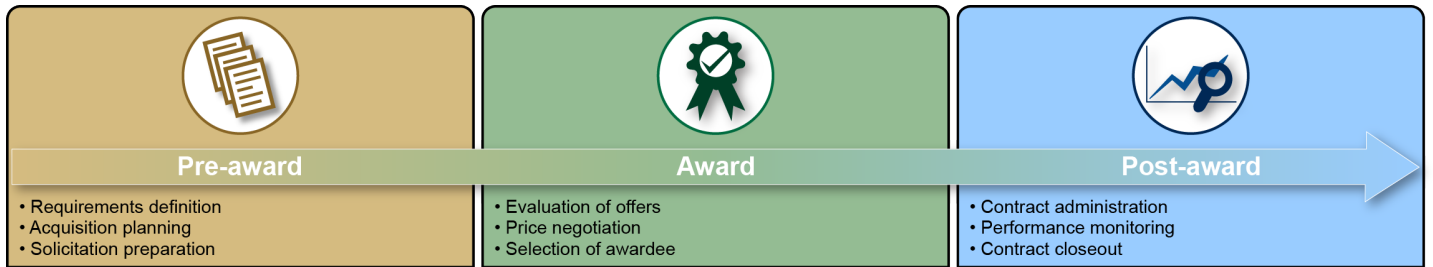 Pre-award
• Requirements definition
• Acquisition planning
• Solicitation preparation
Award
• Evaluation of offers
• Price negotiation
• Selection of awardee
Post-award
• Contract administration
• Performance monitoring
• Contract closeout